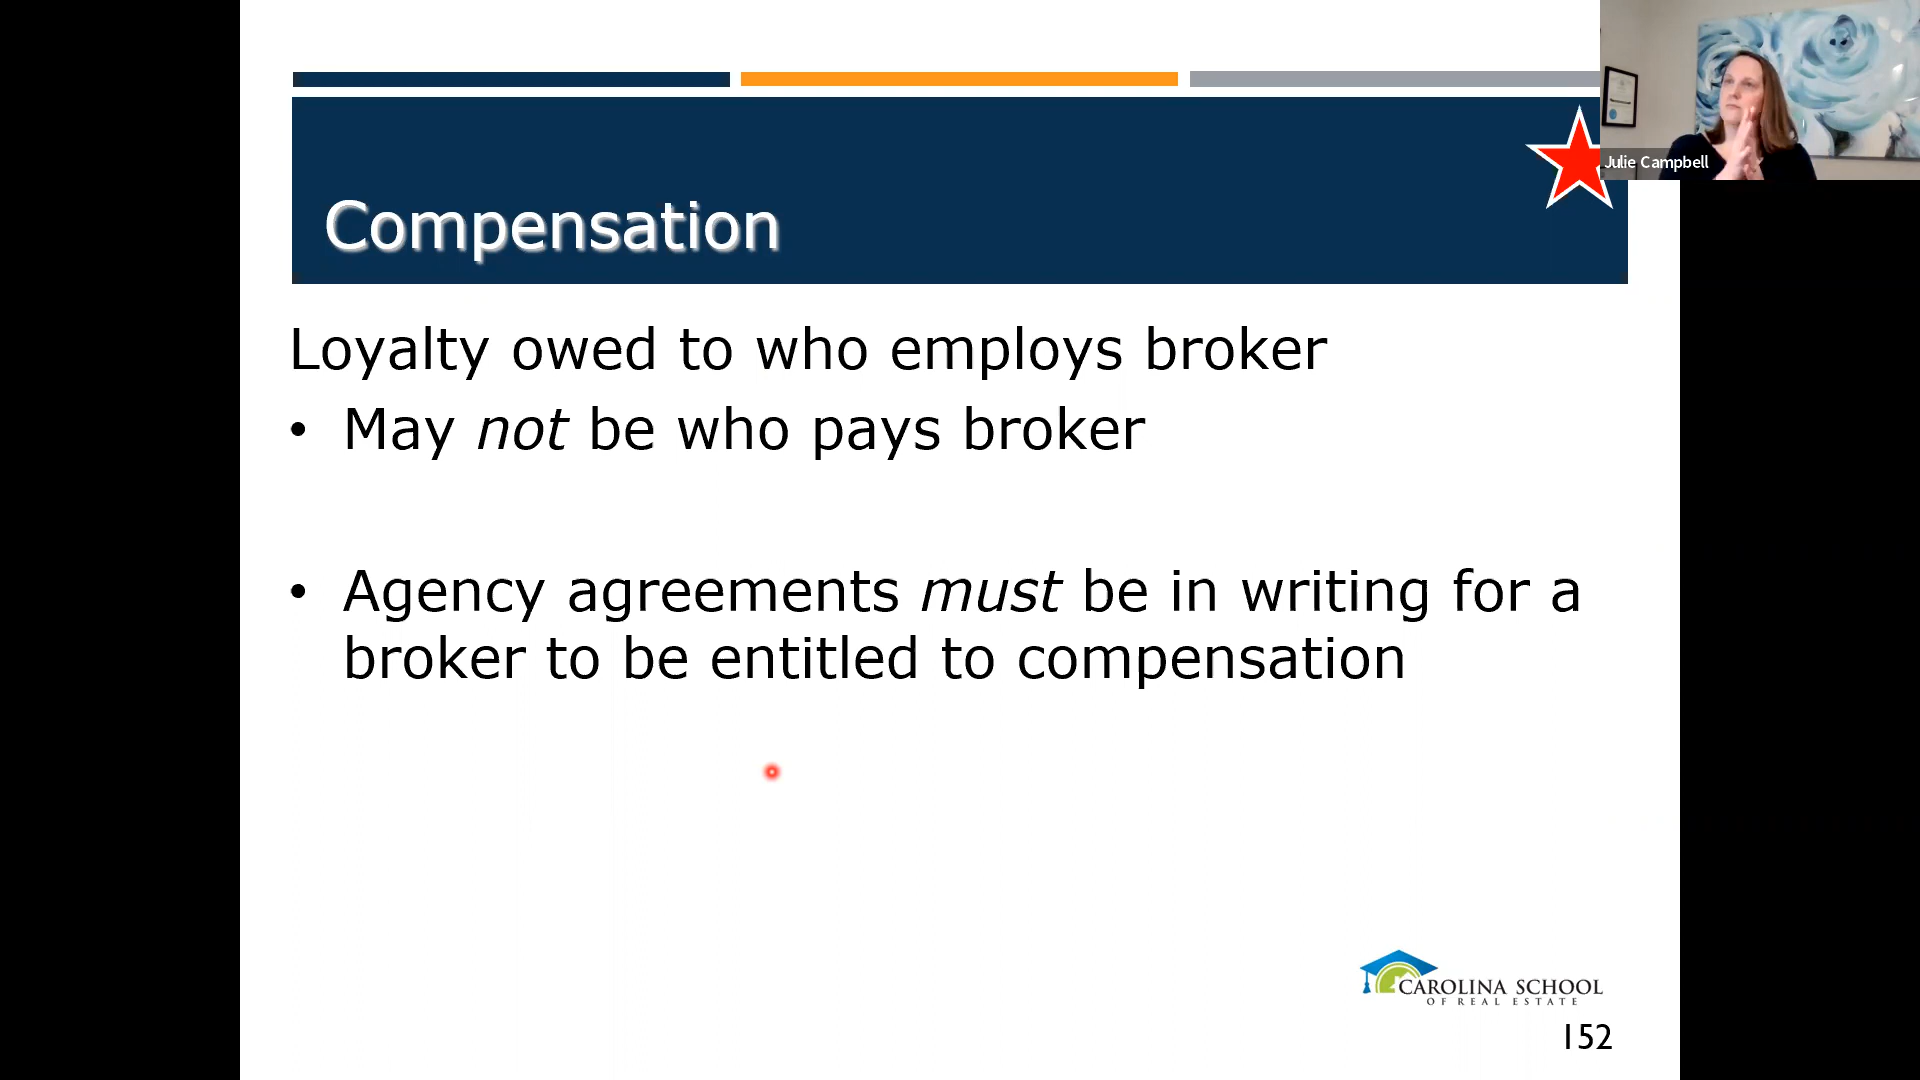 Julie Campbell
Compensation
Loyalty owed to who employs broker
• May not be who pays broker
• Agency agreements must be in writing for a
broker to be entitled to compensation
CAROLINA SCHOOL
OF REAL ESTATE
152